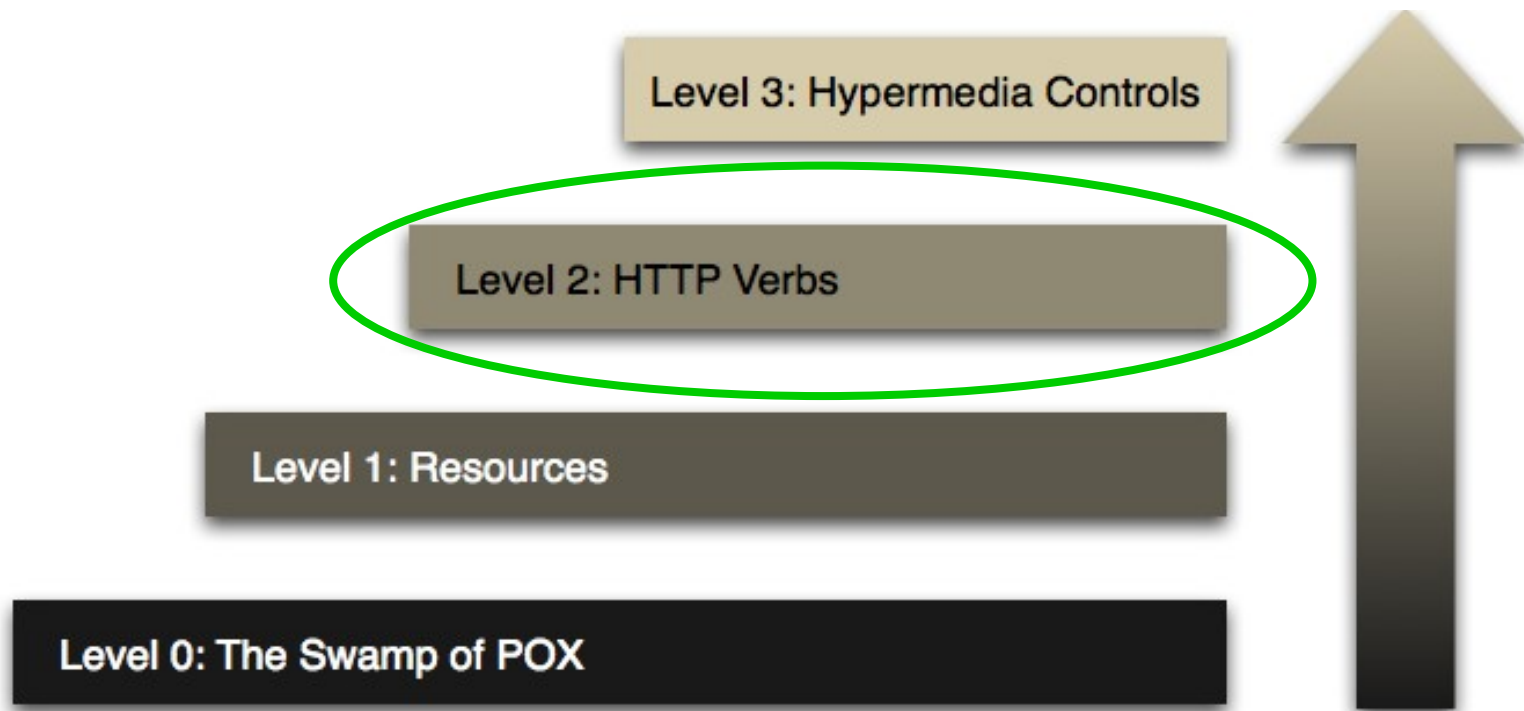 Level 3: Hypermedia Controls
Level 2: HTTP Verbs
Level 1: Resources
Level 0: The Swamp of POX